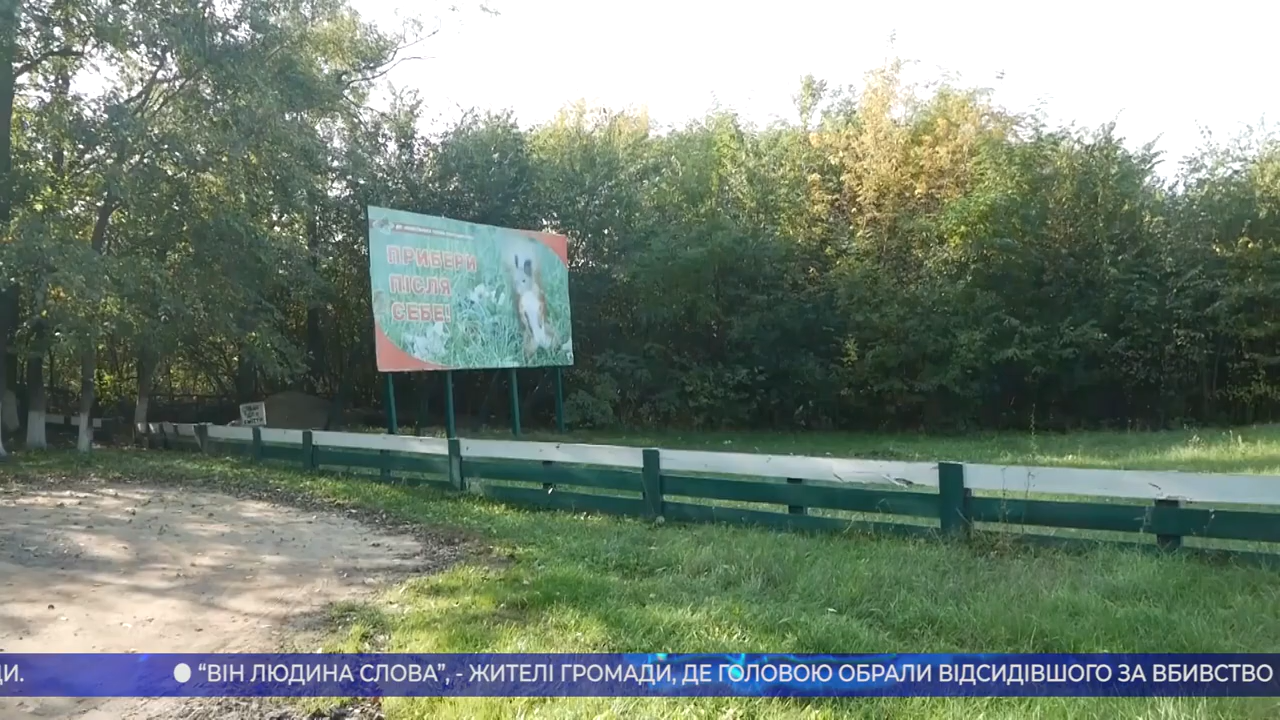 ПРИБЕРИ
ПІСЛЯ
СЕБЕ!
ДИ. ● “ВІН ЛЮДИНА СЛОВА”, - ЖИТЕЛІ ГРОМАДИ, ДЕ ГОЛОВОЮ ОБРАЛИ ВІДСИДІВШОГО ЗА ВБИВСТВО